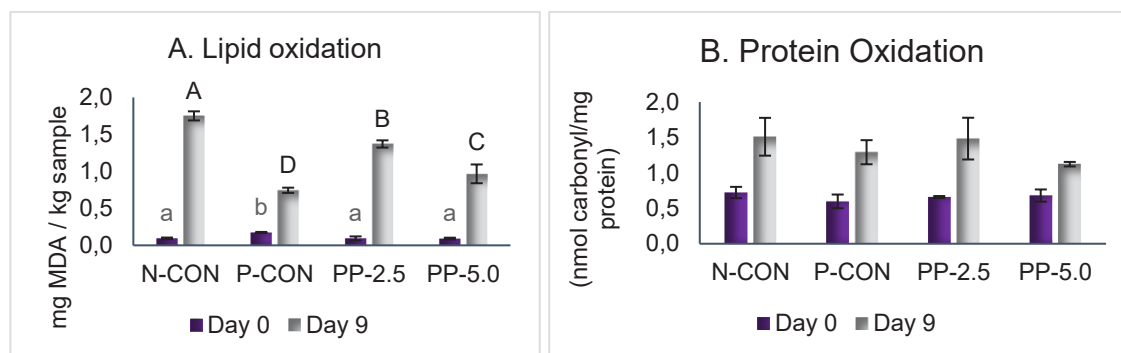 A. Lipid oxidation
mg MDA / kg sample
2,0
1,5
1,0
0,5
0,0
A
D
B
C
a
b
a
a
N-CON P-CON PP-2.5 PP-5.0
Day 0 Day 9
B. Protein Oxidation
(nmol carbonyl/mg
protein)
2,0
1,5
1,0
0,5
0,0
N-CON P-CON PP-2.5 PP-5.0
Day 0 Day 9